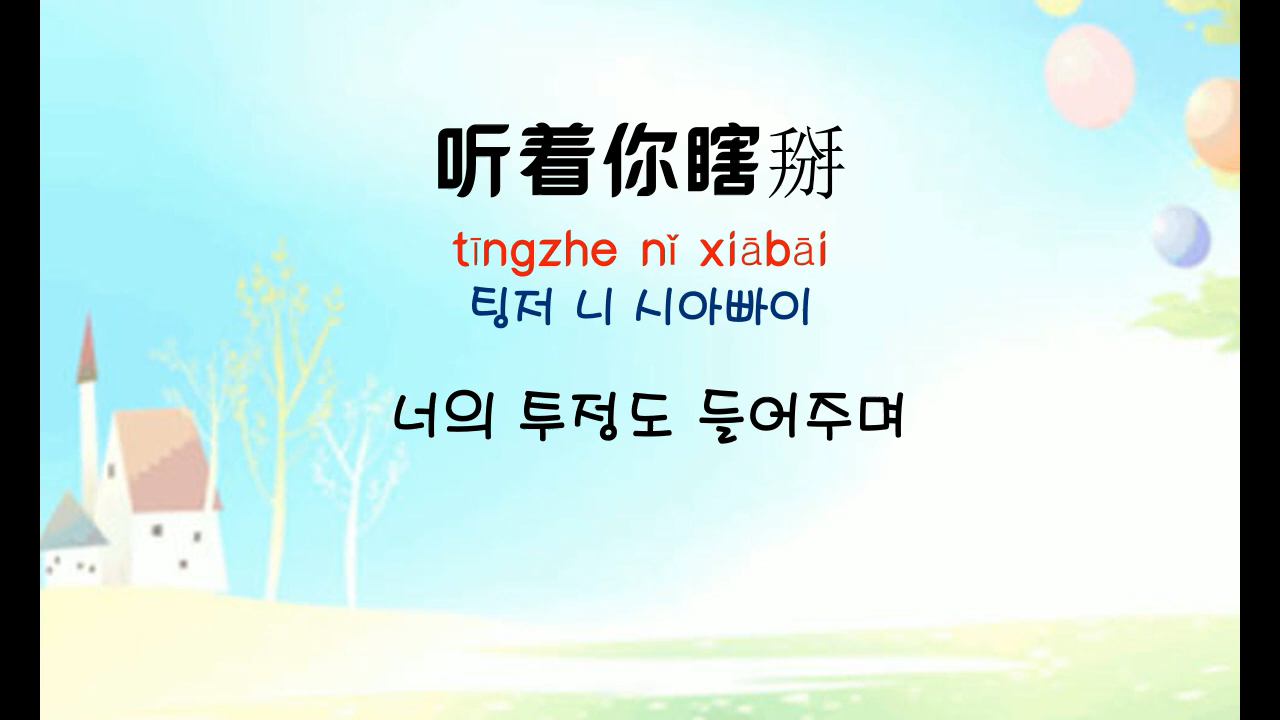 听着你瞎掰
tīngzhe nǐ xiābāi
팅저 니 시아빠이
너의 투정도 들어주며